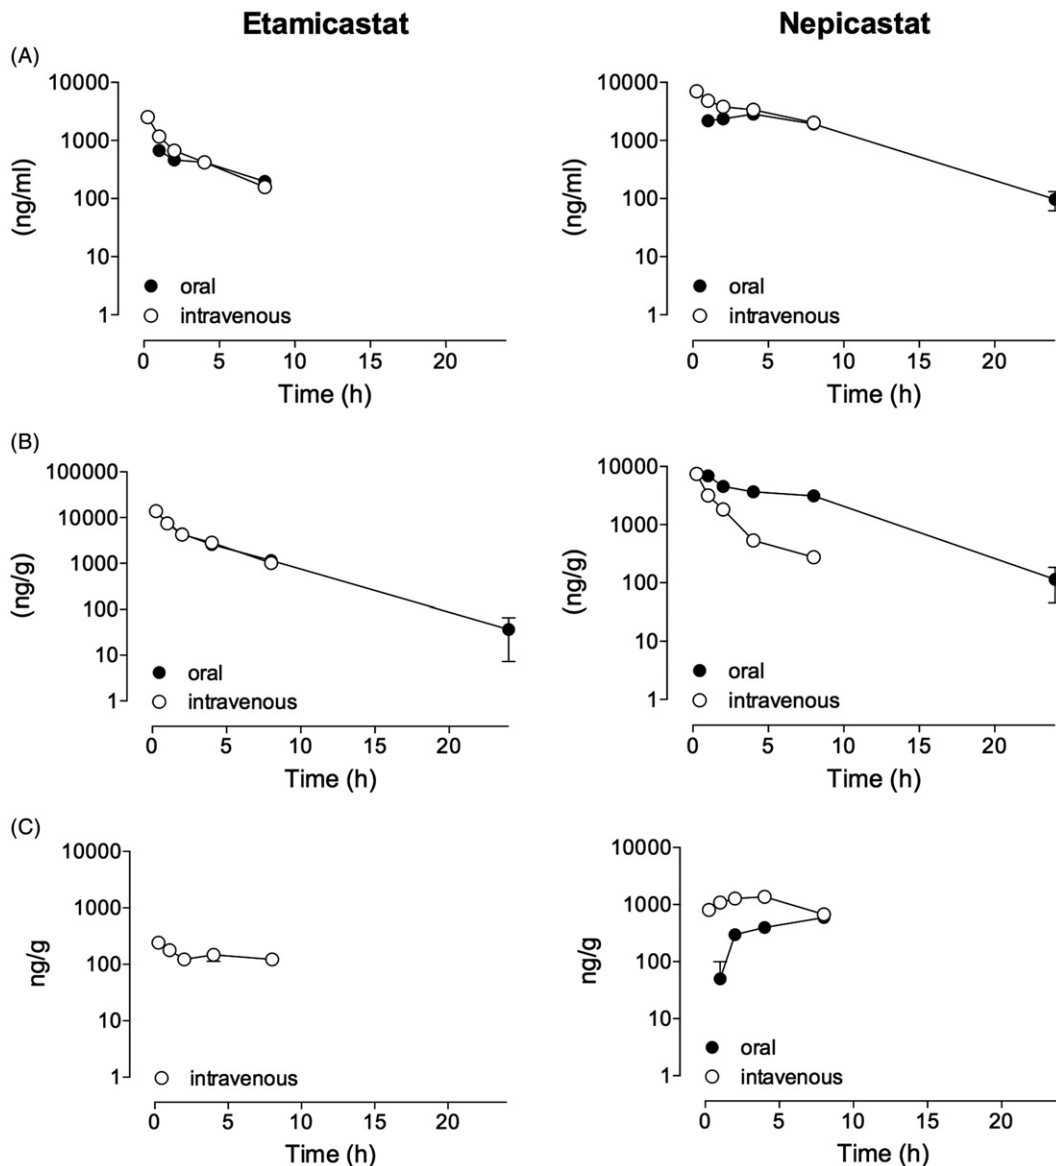 Etamicastat
Nepicastat
(A)
(ng/ml)
10000
1000
100
10
1
oral
intravenous
0 5 10 15 20
Time (h)
(ng/ml)
10000
1000
100
10
1
oral
intravenous
0 5 10 15 20
Time (h)
(B)
(ng/g)
100000
10000
1000
100
10
1
oral
intravenous
0 5 10 15 20
Time (h)
(ng/g)
10000
1000
100
10
1
oral
intravenous
0 5 10 15 20
Time (h)
(C)
ng/g
10000
1000
100
10
1
intravenous
0 5 10 15 20
Time (h)
ng/g
10000
1000
100
10
1
oral
intavenous
0 5 10 15 20
Time (h)